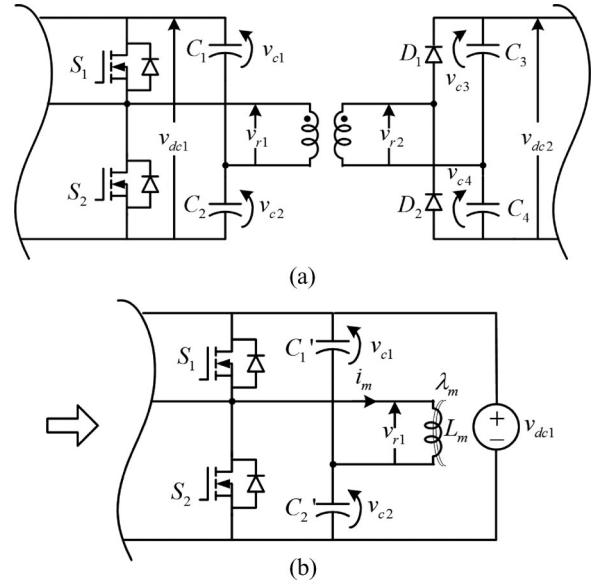 S1
S2
vdc1
C1
vc1
C2
vc2
vr1
vr2
D1
vc3
C3
vc4
D2
C4
vdc2
(a)
S1
S2
C1'
vc1
im
λm
vr1
Lm
vdc1
C2'
vc2
(b)